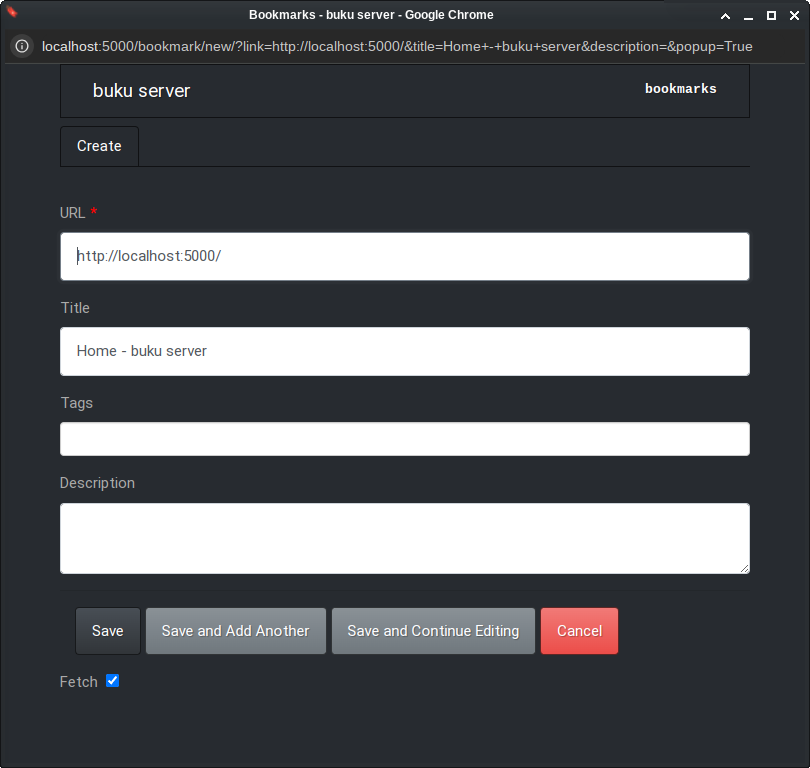 Bookmarks - buku server - Google Chrome
localhost:5000/bookmark/new/?link=http://localhost:5000/&title=Home+-+buku+server&description=&popup=True
buku server bookmarks
Create
URL *
http://localhost:5000/
Title
Home - buku server
Tags
Description
Save Save and Add Another Save and Continue Editing Cancel
Fetch